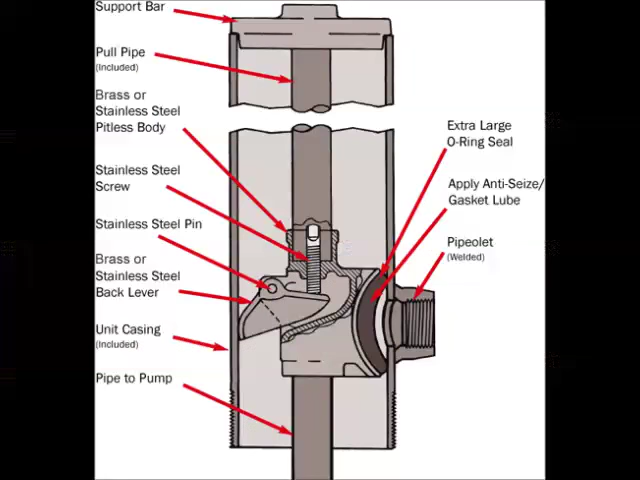 Support Bar
Pull Pipe
(Included)
Brass or
Stainless Steel
Pitless Body
Stainless Steel
Screw
Stainless Steel Pin
Brass or
Stainless Steel
Back Lever
Unit Casing
(Included)
Pipe to Pump
Extra Large
O-Ring Seal
Apply Anti-Seize/
Gasket Lube
Pipeolet
(Welded)